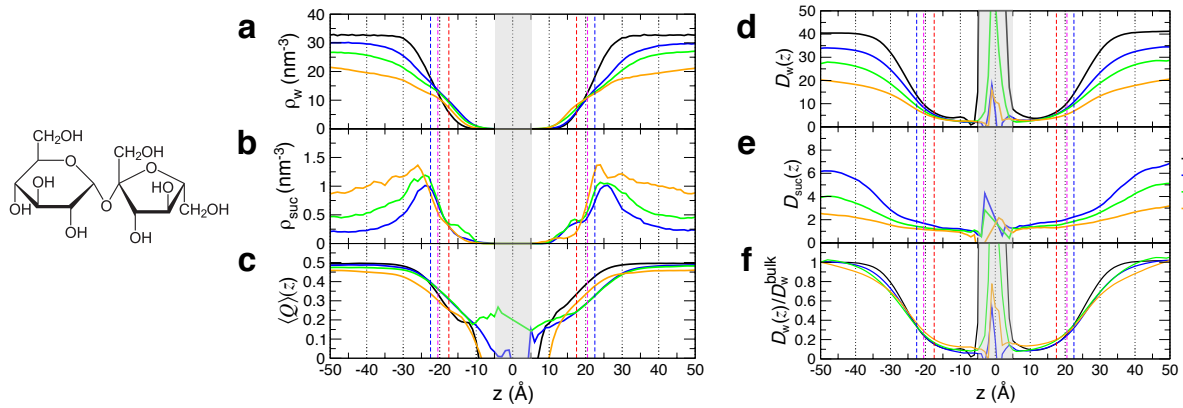 CH₂OH
O
OH
OH
OH
O
CH₂OH
O
OH
OH
CH₂OH
a
ρw (nm-3)
50
40
30
20
10
0
b
ρsuc (nm-3)
1.5
1
0.5
0
c
⟨Q⟩(z)
0.5
0.4
0.3
0.2
0.1
0
-50 -40 -30 -20 -10 0 10 20 30 40 50
z (Å)
d
Dw(z)
50
40
30
20
10
0
e
Dsuc(z)
8
6
4
2
0
f
Dw(z)/Dwbulk
1
0.8
0.6
0.4
0.2
0
-50 -40 -30 -20 -10 0 10 20 30 40 50
z (Å)